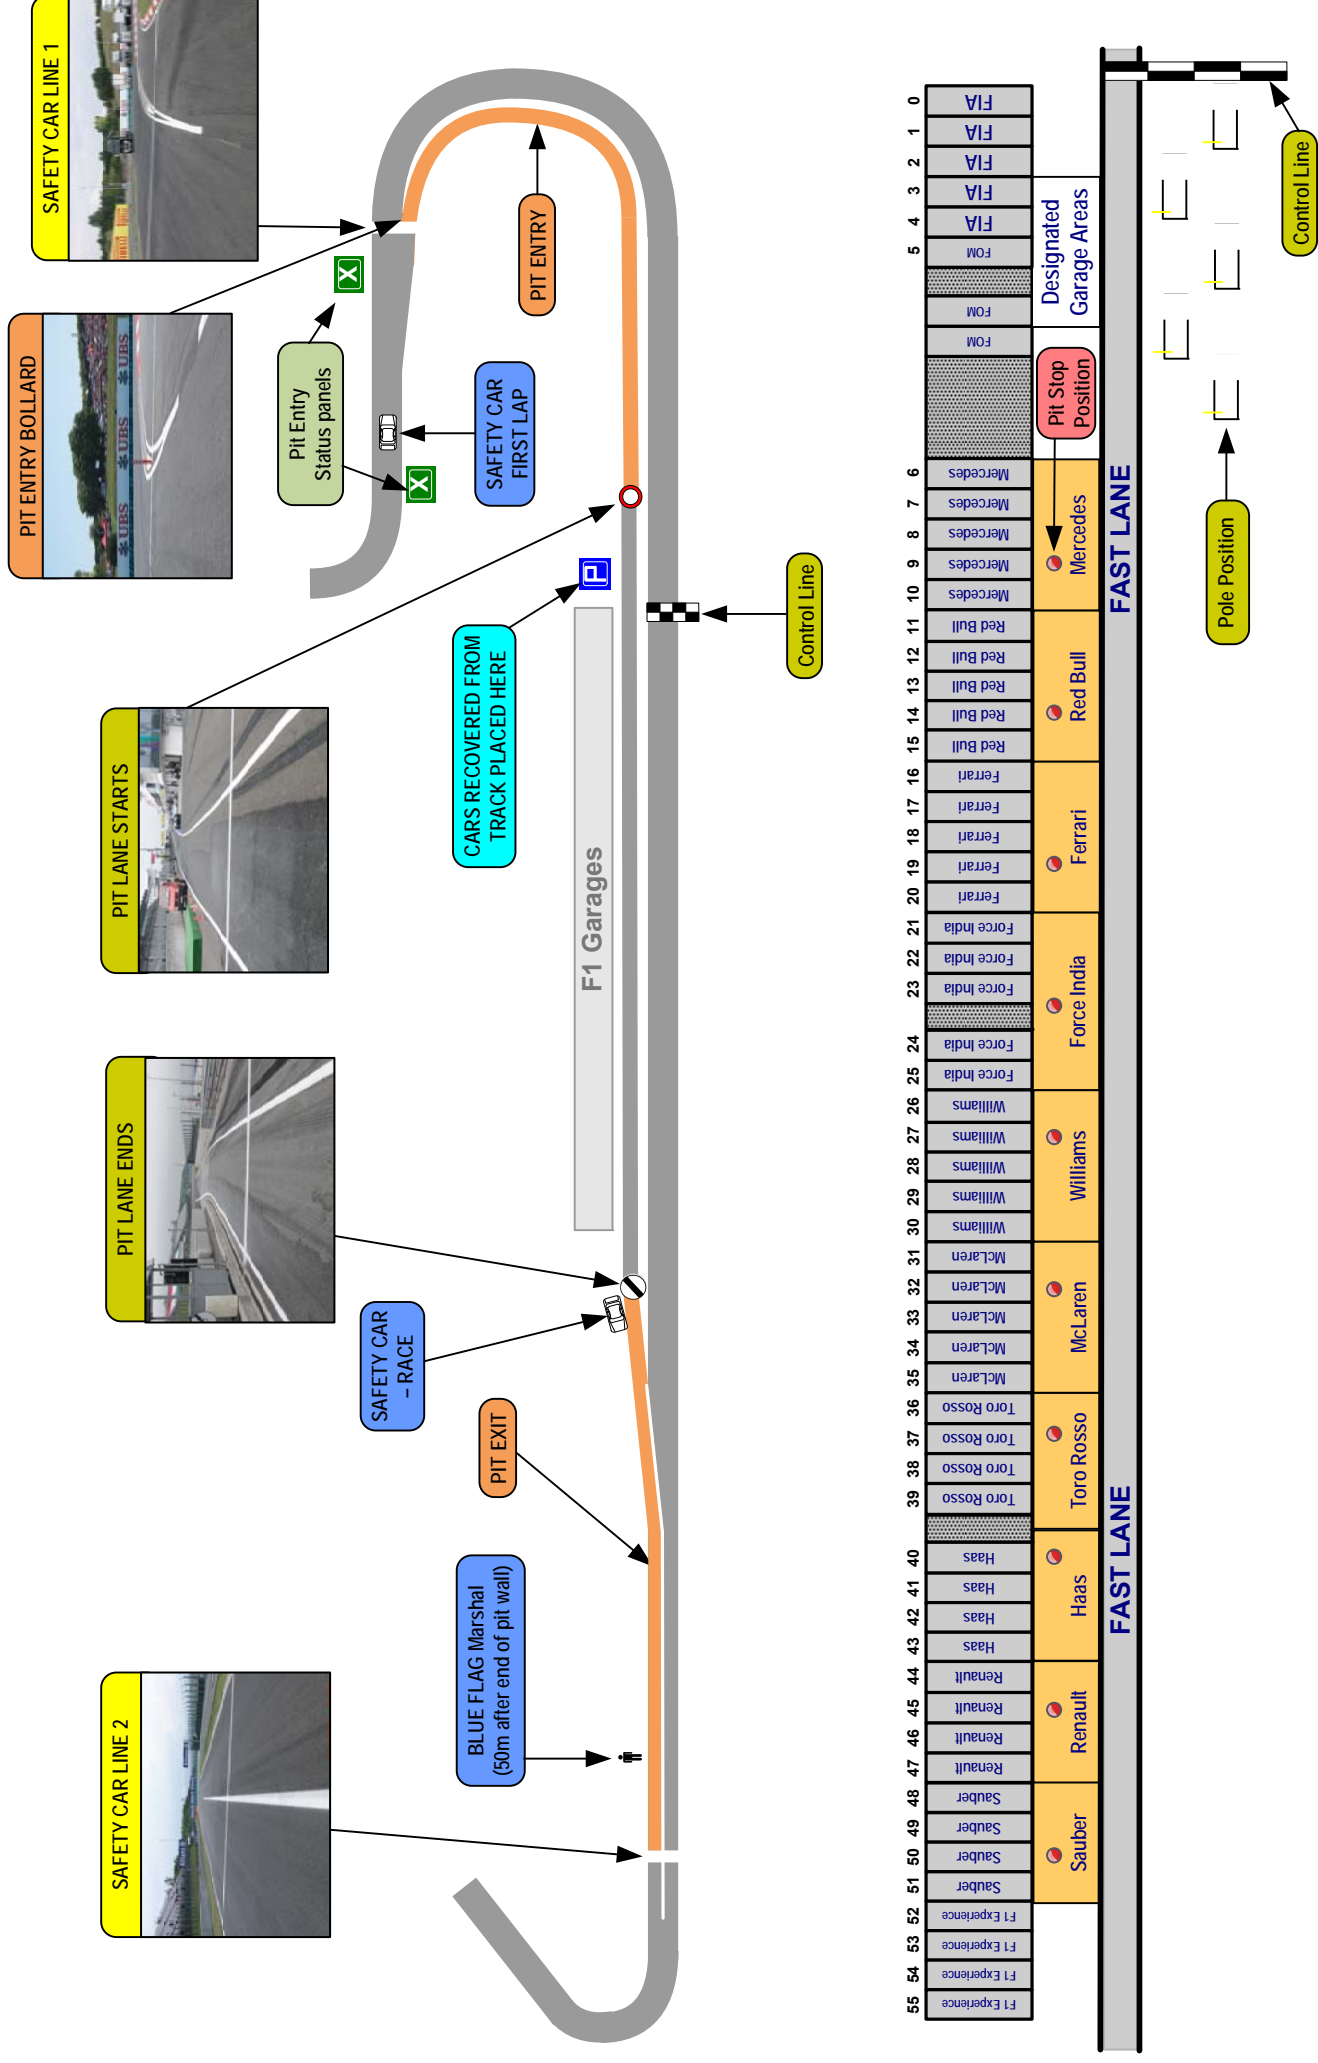 SAFETY CAR LINE 2
PIT LANE ENDS
PIT LANE STARTS
PIT ENTRY BOLLARD
UBS
UBS
UBS
SAFETY CAR LINE 1
BLUE FLAG Marshal
(50m after end of pit wall)
PIT EXIT
SAFETY CAR
– RACE
CARS RECOVERED FROM
TRACK PLACED HERE
P
Pit Entry
Status panels
X
X
SAFETY CAR
FIRST LAP
PIT ENTRY
F1 Garages
Control Line
55
54
53
52
51
50
49
48
47
46
45
44
43
42
41
40
39
38
37
36
35
34
33
32
31
30
29
28
27
26
25
24
23
22
21
20
19
18
17
16
15
14
13
12
11
10
9
8
7
6
5
4
3
2
1
0
F1 Experience
F1 Experience
F1 Experience
F1 Experience
Sauber
Sauber
Sauber
Sauber
Renault
Renault
Renault
Renault
Haas
Haas
Haas
Haas
Toro Rosso
Toro Rosso
Toro Rosso
Toro Rosso
McLaren
McLaren
McLaren
McLaren
McLaren
Williams
Williams
Williams
Williams
Williams
Force India
Force India
Force India
Force India
Force India
Ferrari
Ferrari
Ferrari
Ferrari
Ferrari
Red Bull
Red Bull
Red Bull
Red Bull
Red Bull
Mercedes
Mercedes
Mercedes
Mercedes
Mercedes
FOM
FOM
FOM
FIA
FIA
FIA
FIA
FIA
Sauber
Renault
Haas
Toro Rosso
McLaren
Williams
Force India
Ferrari
Red Bull
Mercedes
Pit Stop
Position
Designated
Garage Areas
FAST LANE
FAST LANE
Pole Position
Control Line